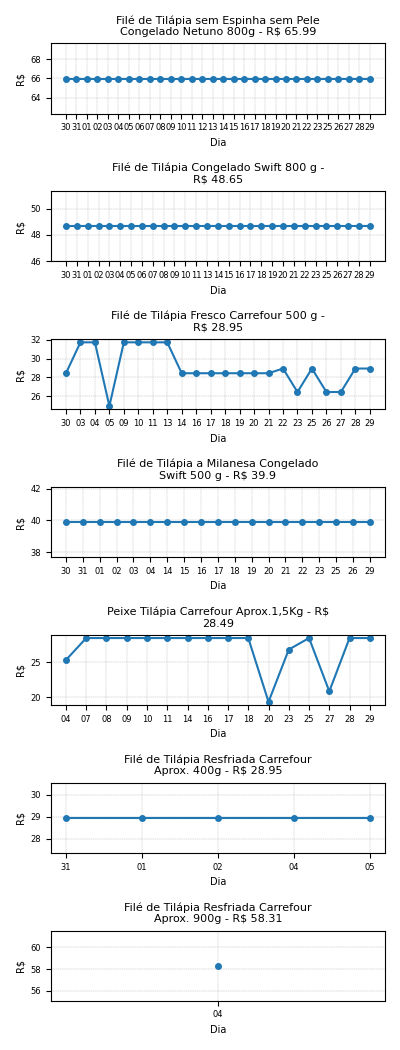 Filé de Tilápia sem Espinha sem Pele
Congelado Netuno 800g - R$ 65.99
68
66
64
R$
30 31 01 02 03 04 05 06 07 08 09 10 11 12 13 14 15 16 17 18 19 20 21 22 23 25 26 27 28 29
Dia
Filé de Tilápia Congelado Swift 800 g -
R$ 48.65
50
48
46
R$
30 31 01 02 03 04 05 06 07 08 09 10 11 13 14 15 16 17 18 19 20 21 22 23 25 26 27 28 29
Dia
Filé de Tilápia Fresco Carrefour 500 g -
R$ 28.95
32
30
28
26
R$
30 03 04 05 09 10 11 13 14 16 17 18 19 20 21 22 23 25 26 27 28 29
Dia
Filé de Tilápia a Milanesa Congelado
Swift 500 g - R$ 39.9
42
40
38
R$
30 31 01 02 03 04 14 15 16 17 18 19 20 21 22 23 25 26 29
Dia
Peixe Tilápia Carrefour Aprox.1,5Kg - R$
28.49
25
20
R$
04 07 08 09 10 11 14 16 17 18 20 23 25 27 28 29
Dia
Filé de Tilápia Resfriada Carrefour
Aprox. 400g - R$ 28.95
30
29
28
R$
31 01 02 04 05
Dia
Filé de Tilápia Resfriada Carrefour
Aprox. 900g - R$ 58.31
60
58
56
R$
04
Dia